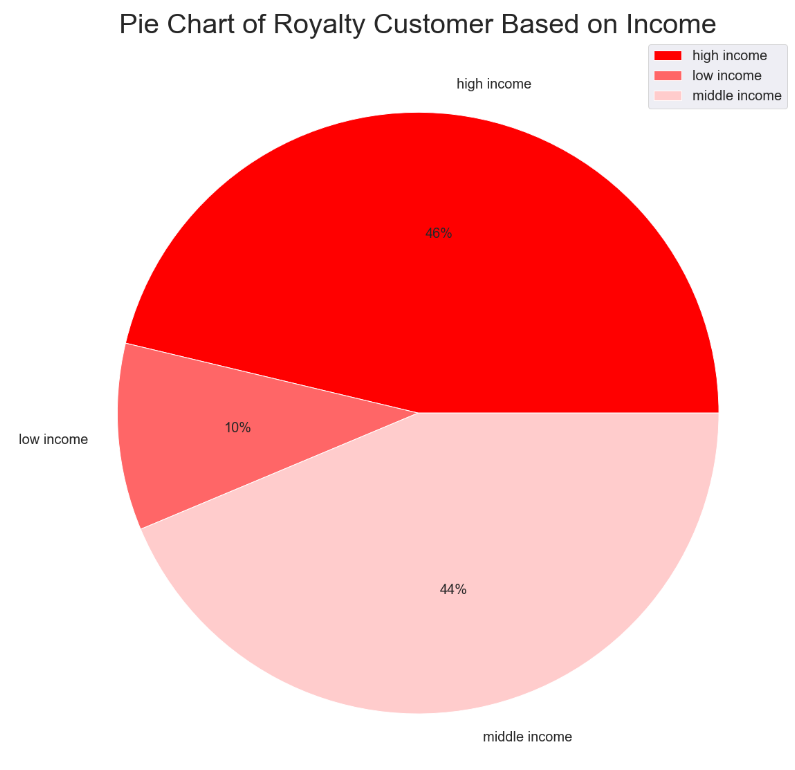 Pie Chart of Royalty Customer Based on Income
high income
low income
middle income
high income
46%
10%
low income
44%
middle income